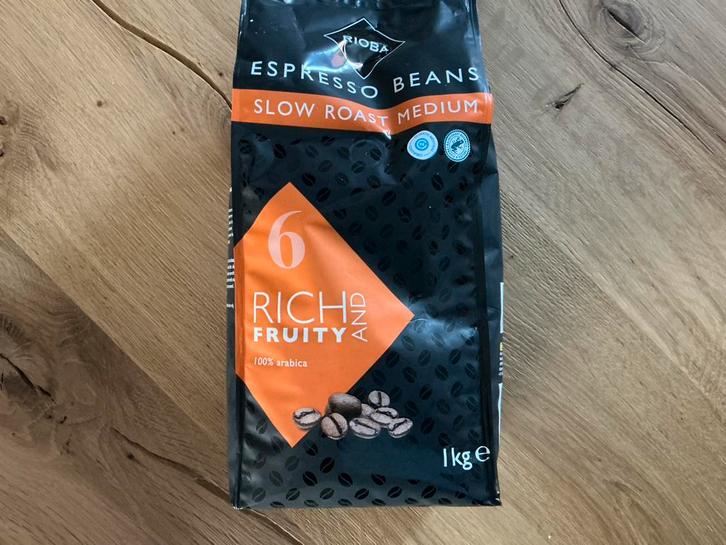 RIOBA
ESPRESSO BEANS
SLOW ROAST MEDIUM
6
RICH AND
FRUITY
100% arabica
1kg e